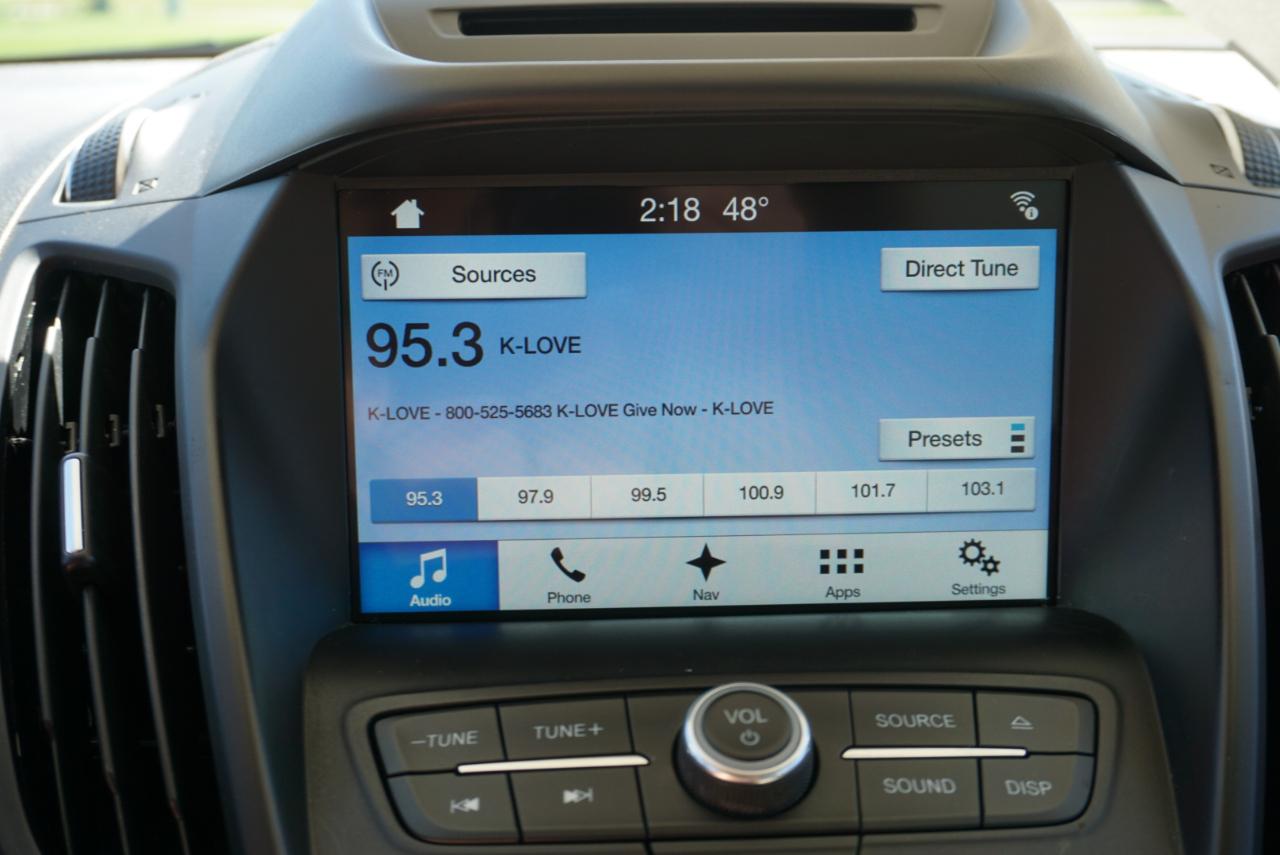 2:18 48°
FM Sources
Direct Tune
95.3 K-LOVE
K-LOVE - 800-525-5683 K-LOVE Give Now - K-LOVE
Presets
95.3 97.9 99.5 100.9 101.7 103.1
Audio Phone Nav Apps Settings
−TUNE TUNE+ VOL SOURCE
SOUND DISP